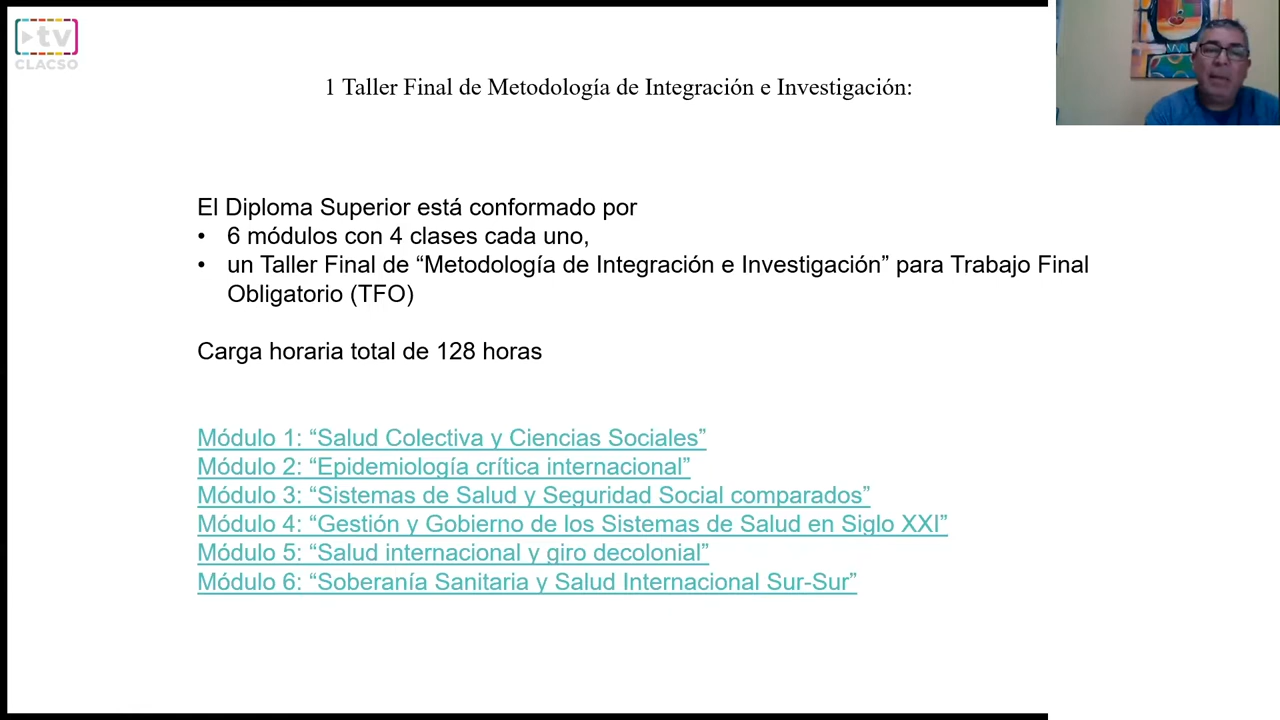 tv
CLACSO
1 Taller Final de Metodología de Integración e Investigación:
El Diploma Superior está conformado por
• 6 módulos con 4 clases cada uno,
• un Taller Final de “Metodología de Integración e Investigación” para Trabajo Final
Obligatorio (TFO)
Carga horaria total de 128 horas
Módulo 1: “Salud Colectiva y Ciencias Sociales”
Módulo 2: “Epidemiología crítica internacional”
Módulo 3: “Sistemas de Salud y Seguridad Social comparados”
Módulo 4: “Gestión y Gobierno de los Sistemas de Salud en Siglo XXI”
Módulo 5: “Salud internacional y giro decolonial”
Módulo 6: “Soberanía Sanitaria y Salud Internacional Sur-Sur”